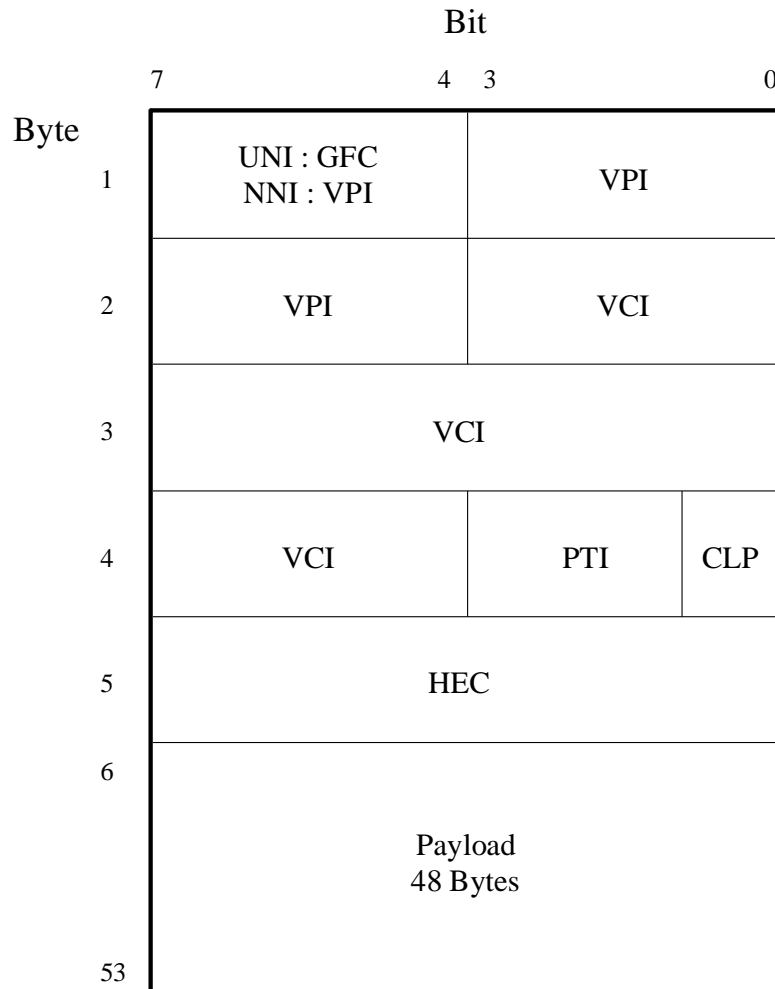 Bit
7 4 3 0
Byte
1
UNI : GFC
NNI : VPI
VPI
2
VPI
VCI
3
VCI
4
VCI
PTI
CLP
5
HEC
6
Payload
48 Bytes
53